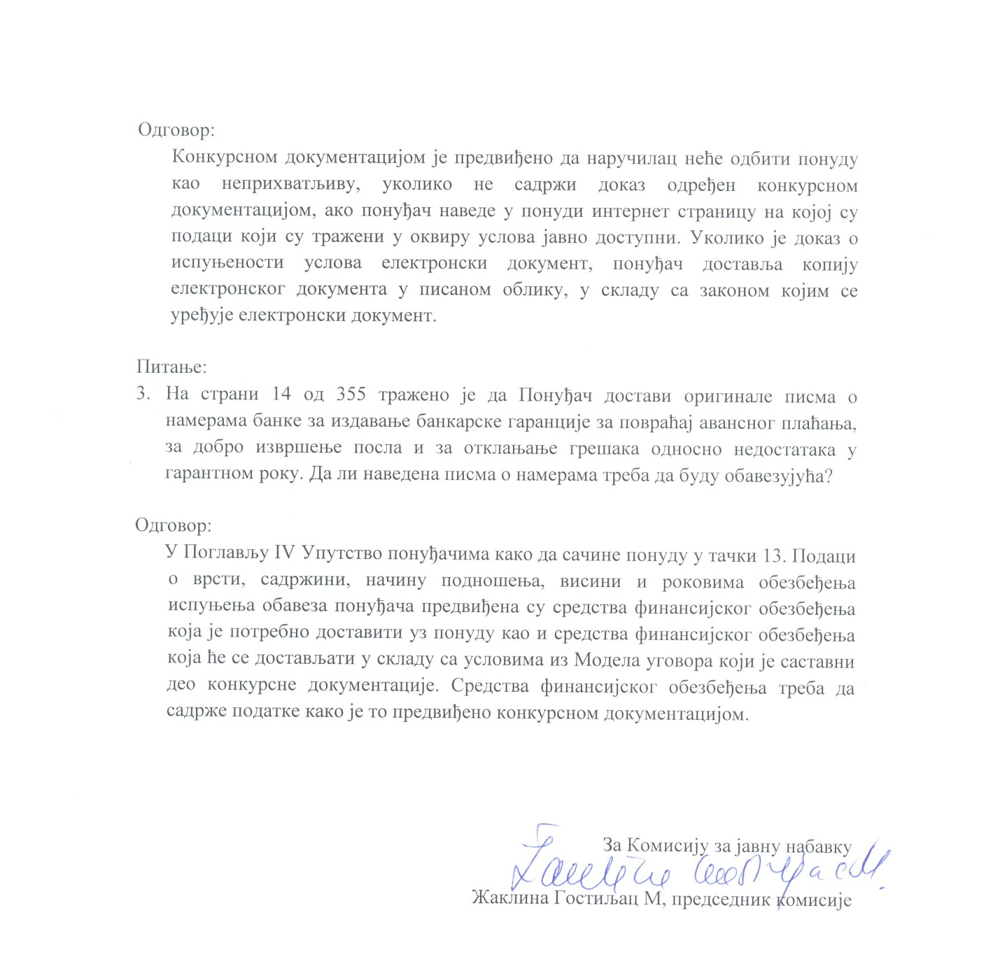 Одговор:
Конкурсном документацијом је предвиђено да наручилац неће одбити понуду
као неприхватљиву, уколико не садржи доказ одређен конкурсном
документацијом, ако понуђач наведе у понуди интернет страницу на којој су
подаци који су тражени у оквиру услова јавно доступни. Уколико је доказ о
испуњености услова електронски документ, понуђач доставља копију
електронског документа у писаном облику, у складу са законом којим се
уређује електронски документ.
Питање:
3. На страни 14 од 355 тражено је да Понуђач достави оригинале писма о
намерама банке за издавање банкарске гаранције за повраћај авансног плаћања,
за добро извршење посла и за отклањање грешака односно недостатака у
гарантном року. Да ли наведена писма о намерама треба да буду обавезујућа?
Одговор:
У Поглављу IV Упутство понуђачима како да сачине понуду у тачки 13. Подаци
о врсти, садржини, начину подношења, висини и роковима обезбеђења
испуњења обавеза понуђача предвиђена су средства финансијског обезбеђења
која је потребно доставити уз понуду као и средства финансијског обезбеђења
која ће се достављати у складу са условима из Модела уговора који је саставни
део конкурсне документације. Средства финансијског обезбеђења треба да
садрже податке како је то предвиђено конкурсном документацијом.
За Комисију за јавну набавку
Жаклина Гостиљац М, председник комисије